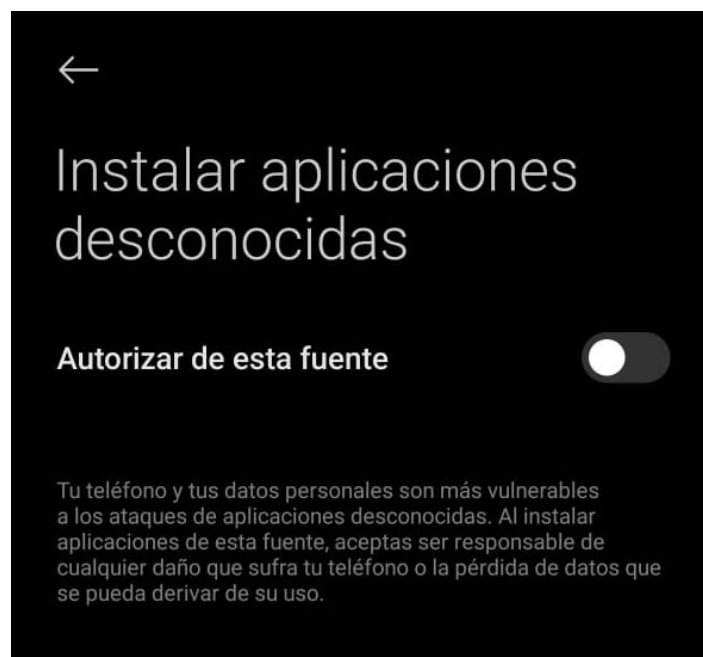 Instalar aplicaciones
desconocidas
Autorizar de esta fuente
Tu teléfono y tus datos personales son más vulnerables
a los ataques de aplicaciones desconocidas. Al instalar
aplicaciones de esta fuente, aceptas ser responsable de
cualquier daño que sufra tu teléfono o la pérdida de datos que
se pueda derivar de su uso.